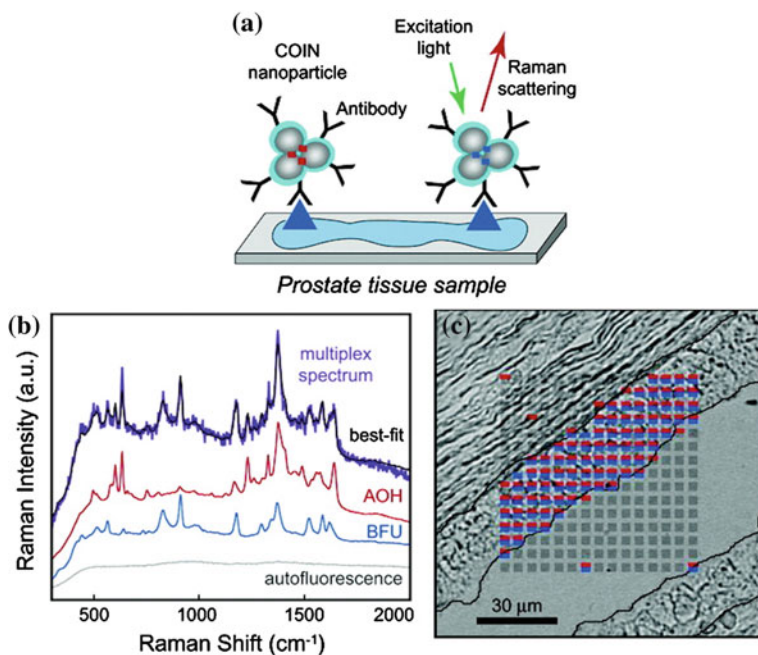 (a)
COIN
nanoparticle
Antibody
Excitation
light
Raman
scattering
Prostate tissue sample
(b)
Raman Intensity (a.u.)
multiplex
spectrum
best-fit
AOH
BFU
autofluorescence
500
1000
1500
2000
Raman Shift (cm⁻¹)
(c)
30 μm